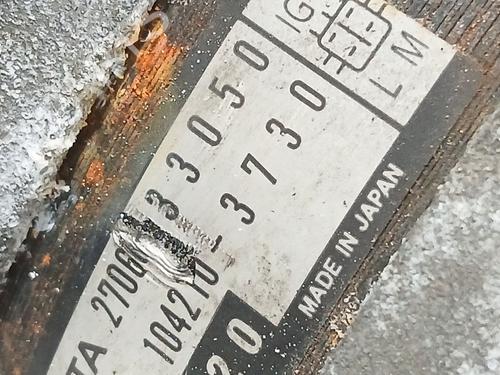 IG L M
TA 27060-33050
104210-3730
20
MADE IN JAPAN